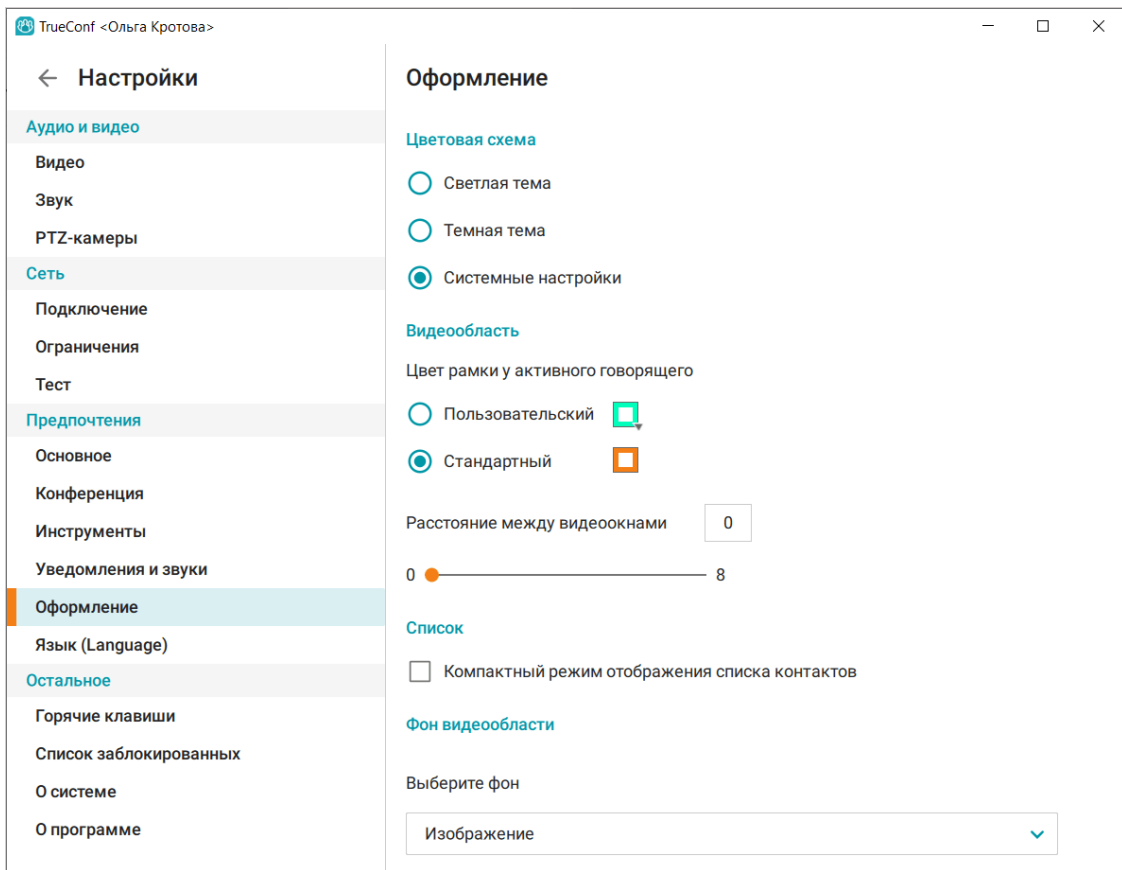 TrueConf <Ольга Кротова>
Настройки
Аудио и видео
Видео
Звук
PTZ-камеры
Сеть
Подключение
Ограничения
Тест
Предпочтения
Основное
Конференция
Инструменты
Уведомления и звуки
Оформление
Язык (Language)
Остальное
Горячие клавиши
Список заблокированных
О системе
О программе
Оформление
Цветовая схема
Светлая тема
Темная тема
Системные настройки
Видеообласть
Цвет рамки у активного говорящего
Пользовательский
Стандартный
Расстояние между видеоокнами 0
0 8
Список
Компактный режим отображения списка контактов
Фон видеообласти
Выберите фон
Изображение